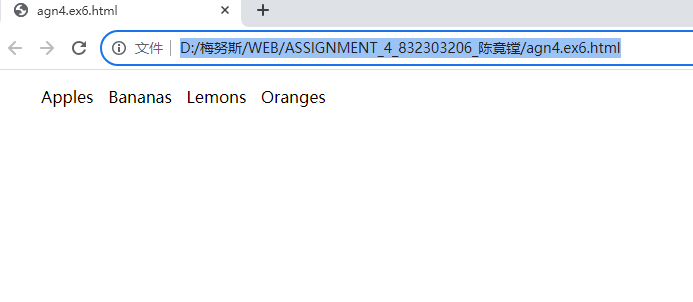 agn4.ex6.html
文件 D:/梅努斯/WEB/ASSIGNMENT_4_832303206_陈竟镗/agn4.ex6.html
Apples Bananas Lemons Oranges